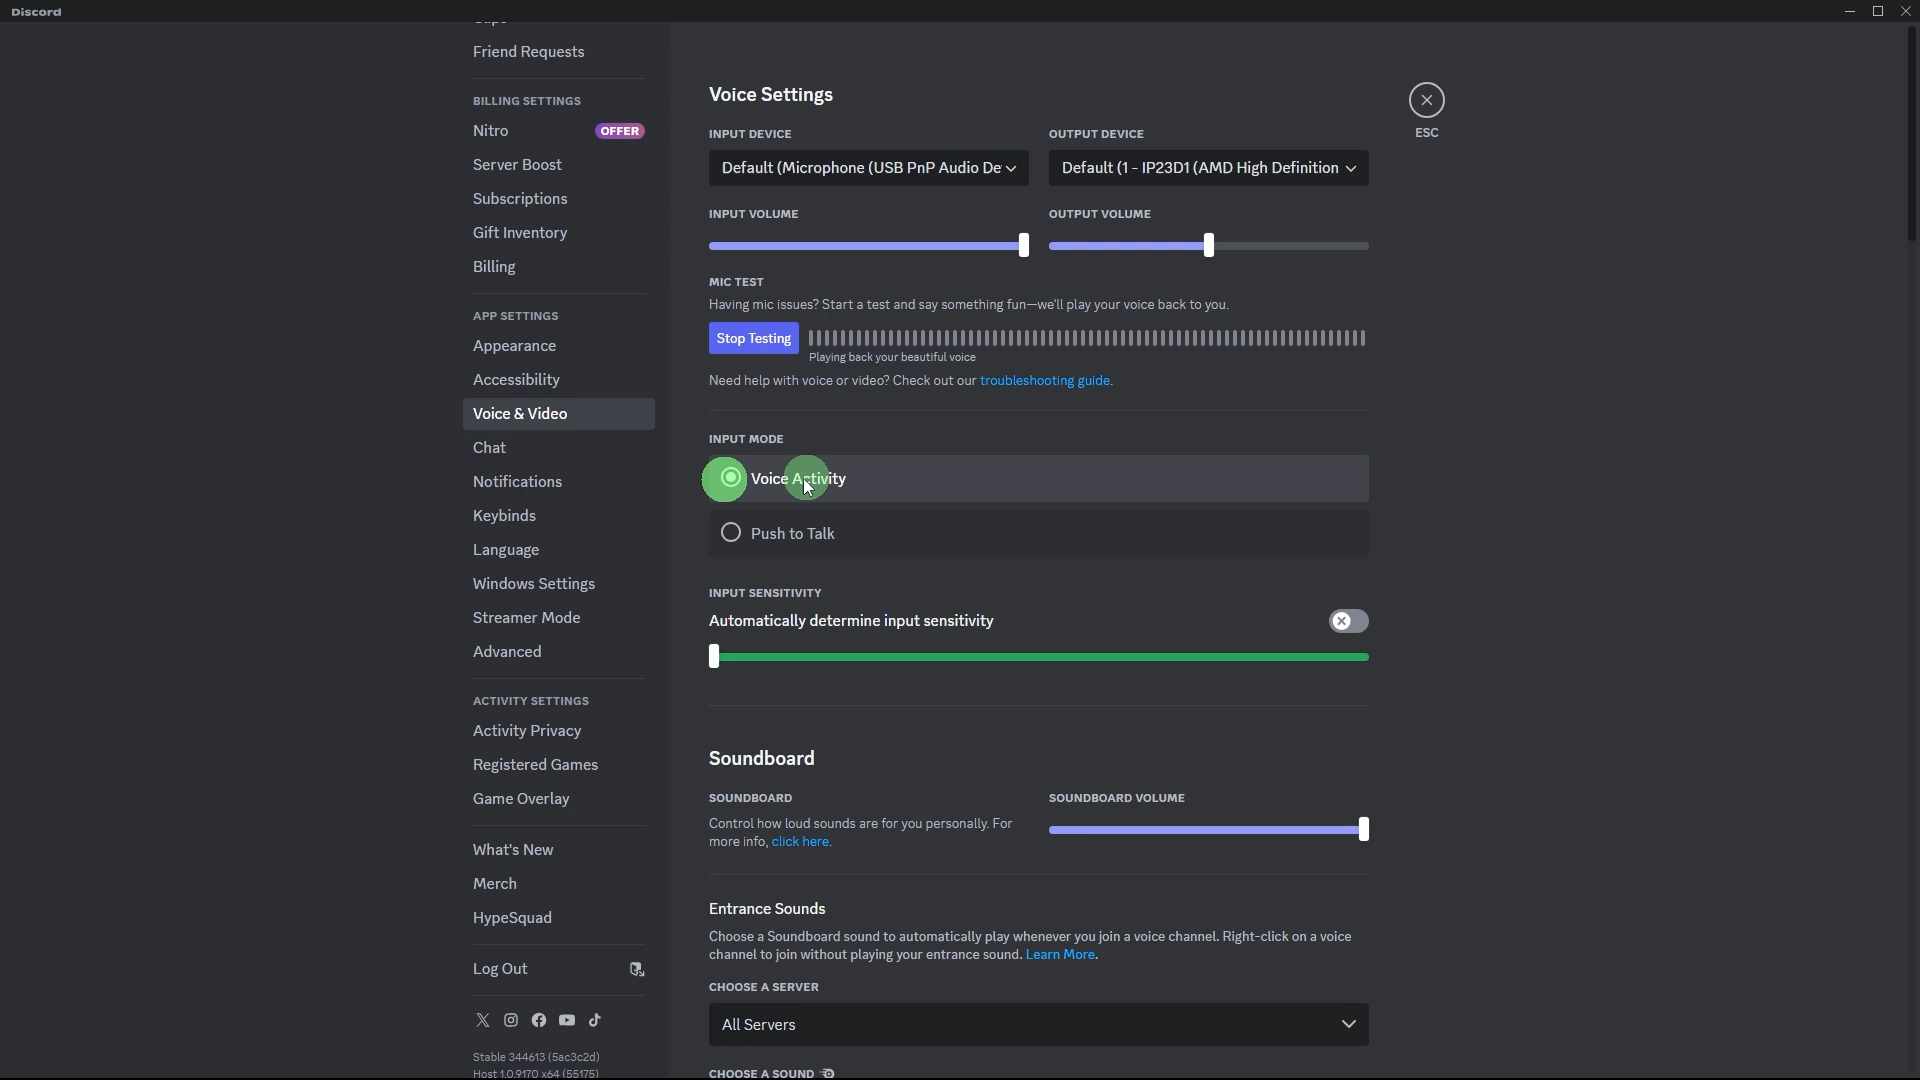 Discord
Friend Requests
BILLING SETTINGS
Nitro
OFFER
Server Boost
Subscriptions
Gift Inventory
Billing
APP SETTINGS
Appearance
Accessibility
Voice & Video
Chat
Notifications
Keybinds
Language
Windows Settings
Streamer Mode
Advanced
ACTIVITY SETTINGS
Activity Privacy
Registered Games
Game Overlay
What's New
Merch
HypeSquad
Log Out
Stable 344613 (5ac3c2d)
Host 1.0.9170 x64 (55175)
Voice Settings
INPUT DEVICE
Default (Microphone (USB PnP Audio De
OUTPUT DEVICE
Default (1 - IP23D1 (AMD High Definition
INPUT VOLUME
OUTPUT VOLUME
MIC TEST
Having mic issues? Start a test and say something fun—we'll play your voice back to you.
Stop Testing
Playing back your beautiful voice
Need help with voice or video? Check out our troubleshooting guide.
INPUT MODE
Voice Activity
Push to Talk
INPUT SENSITIVITY
Automatically determine input sensitivity
Soundboard
SOUNDBOARD
Control how loud sounds are for you personally. For
more info, click here.
SOUNDBOARD VOLUME
Entrance Sounds
Choose a Soundboard sound to automatically play whenever you join a voice channel. Right-click on a voice
channel to join without playing your entrance sound. Learn More.
CHOOSE A SERVER
All Servers
CHOOSE A SOUND
ESC